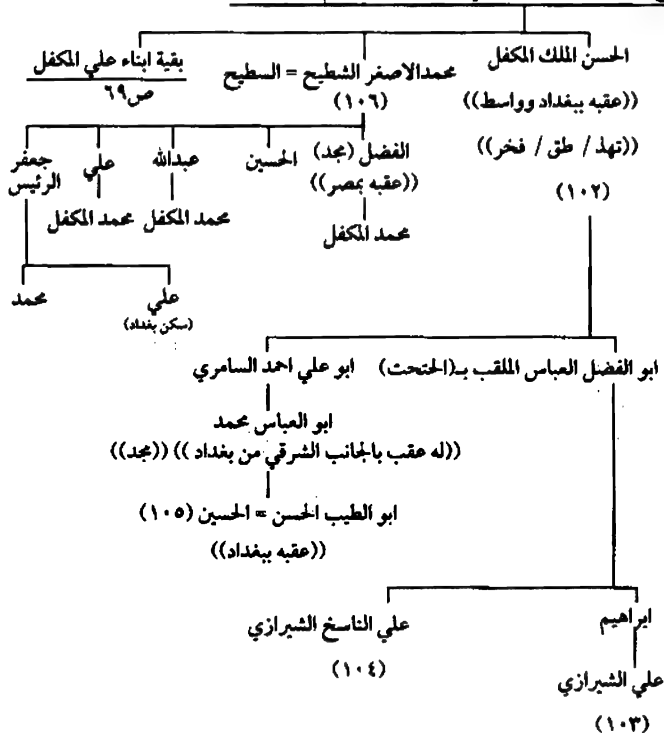 الحسن الملك المكفل
((عقبه ببغداد وواسط))
((تهذ / طق / فخر))
(١٠٢)
محمدالاصغر الشطيح = السطيح
(١٠٦)
بقية ابناء علي المكفل
ص٦٩
الفضل (مجد)
((عقبه بمصر))
محمد المكفل
الحسين
عبدالله
محمد المكفل
علي
محمد المكفل
جعفر
الرئيس
علي
(سكن بغداد)
محمد
ابو الفضل العباس الملقب بـ(الحتحت)
ابو علي احمد السامري
ابو العباس محمد
((له عقب بالجانب الشرقي من بغداد )) ((مجد))
ابو الطيب الحسن = الحسين (١٠٥)
((عقبه ببغداد))
ايراهيم
علي الشيرازي
(١٠٣)
علي الناسخ الشيرازي
(١٠٤)